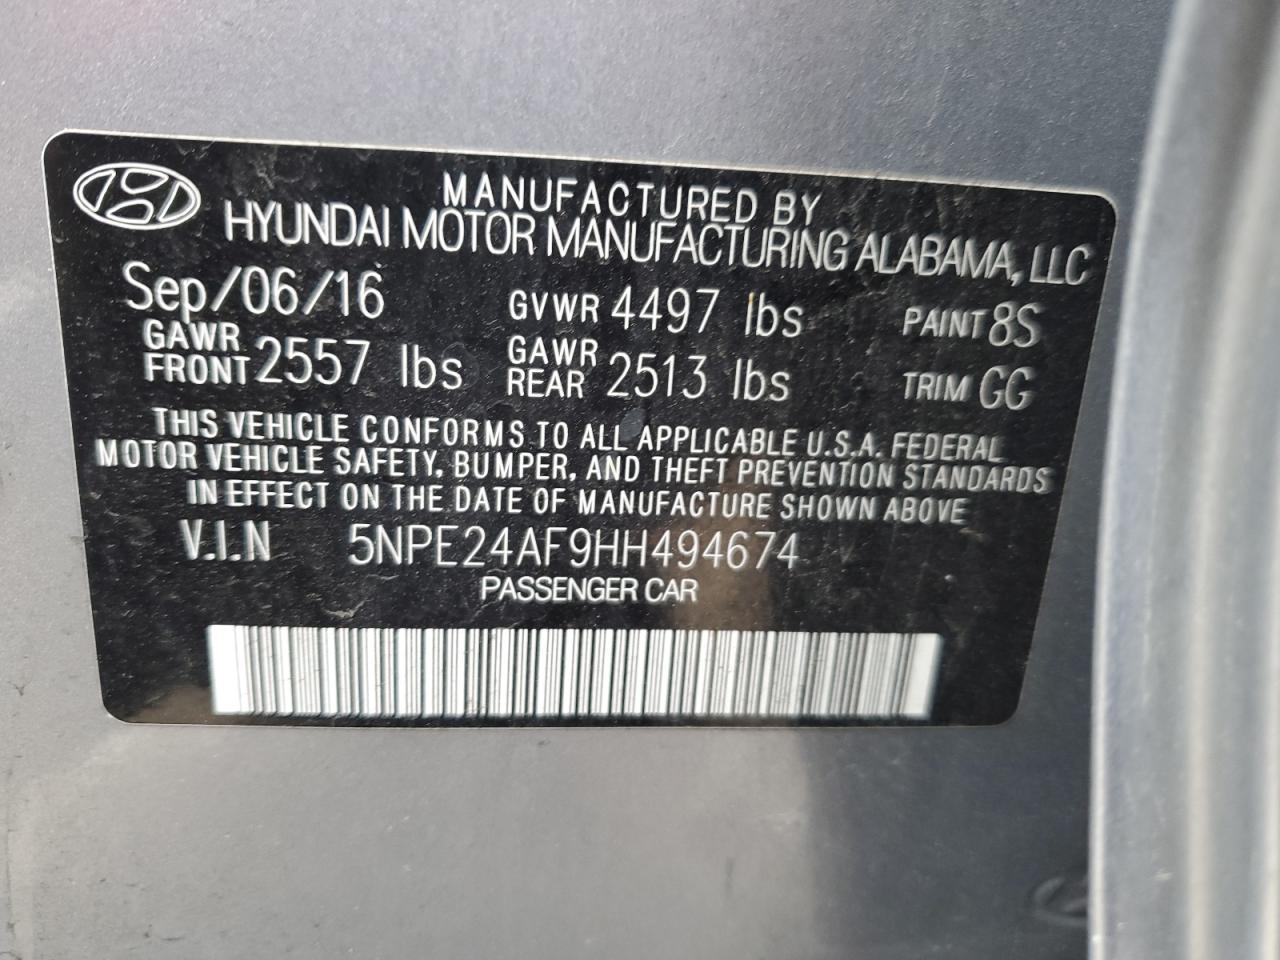 MANUFACTURED BY
HYUNDAI MOTOR MANUFACTURING ALABAMA, LLC
Sep/06/16 GVWR 4497 lbs PAINT 8S
GAWR FRONT 2557 lbs GAWR REAR 2513 lbs TRIM GG
THIS VEHICLE CONFORMS TO ALL APPLICABLE U.S.A. FEDERAL
MOTOR VEHICLE SAFETY, BUMPER, AND THEFT PREVENTION STANDARDS
IN EFFECT ON THE DATE OF MANUFACTURE SHOWN ABOVE
V.I.N 5NPE24AF9HH494674
PASSENGER CAR